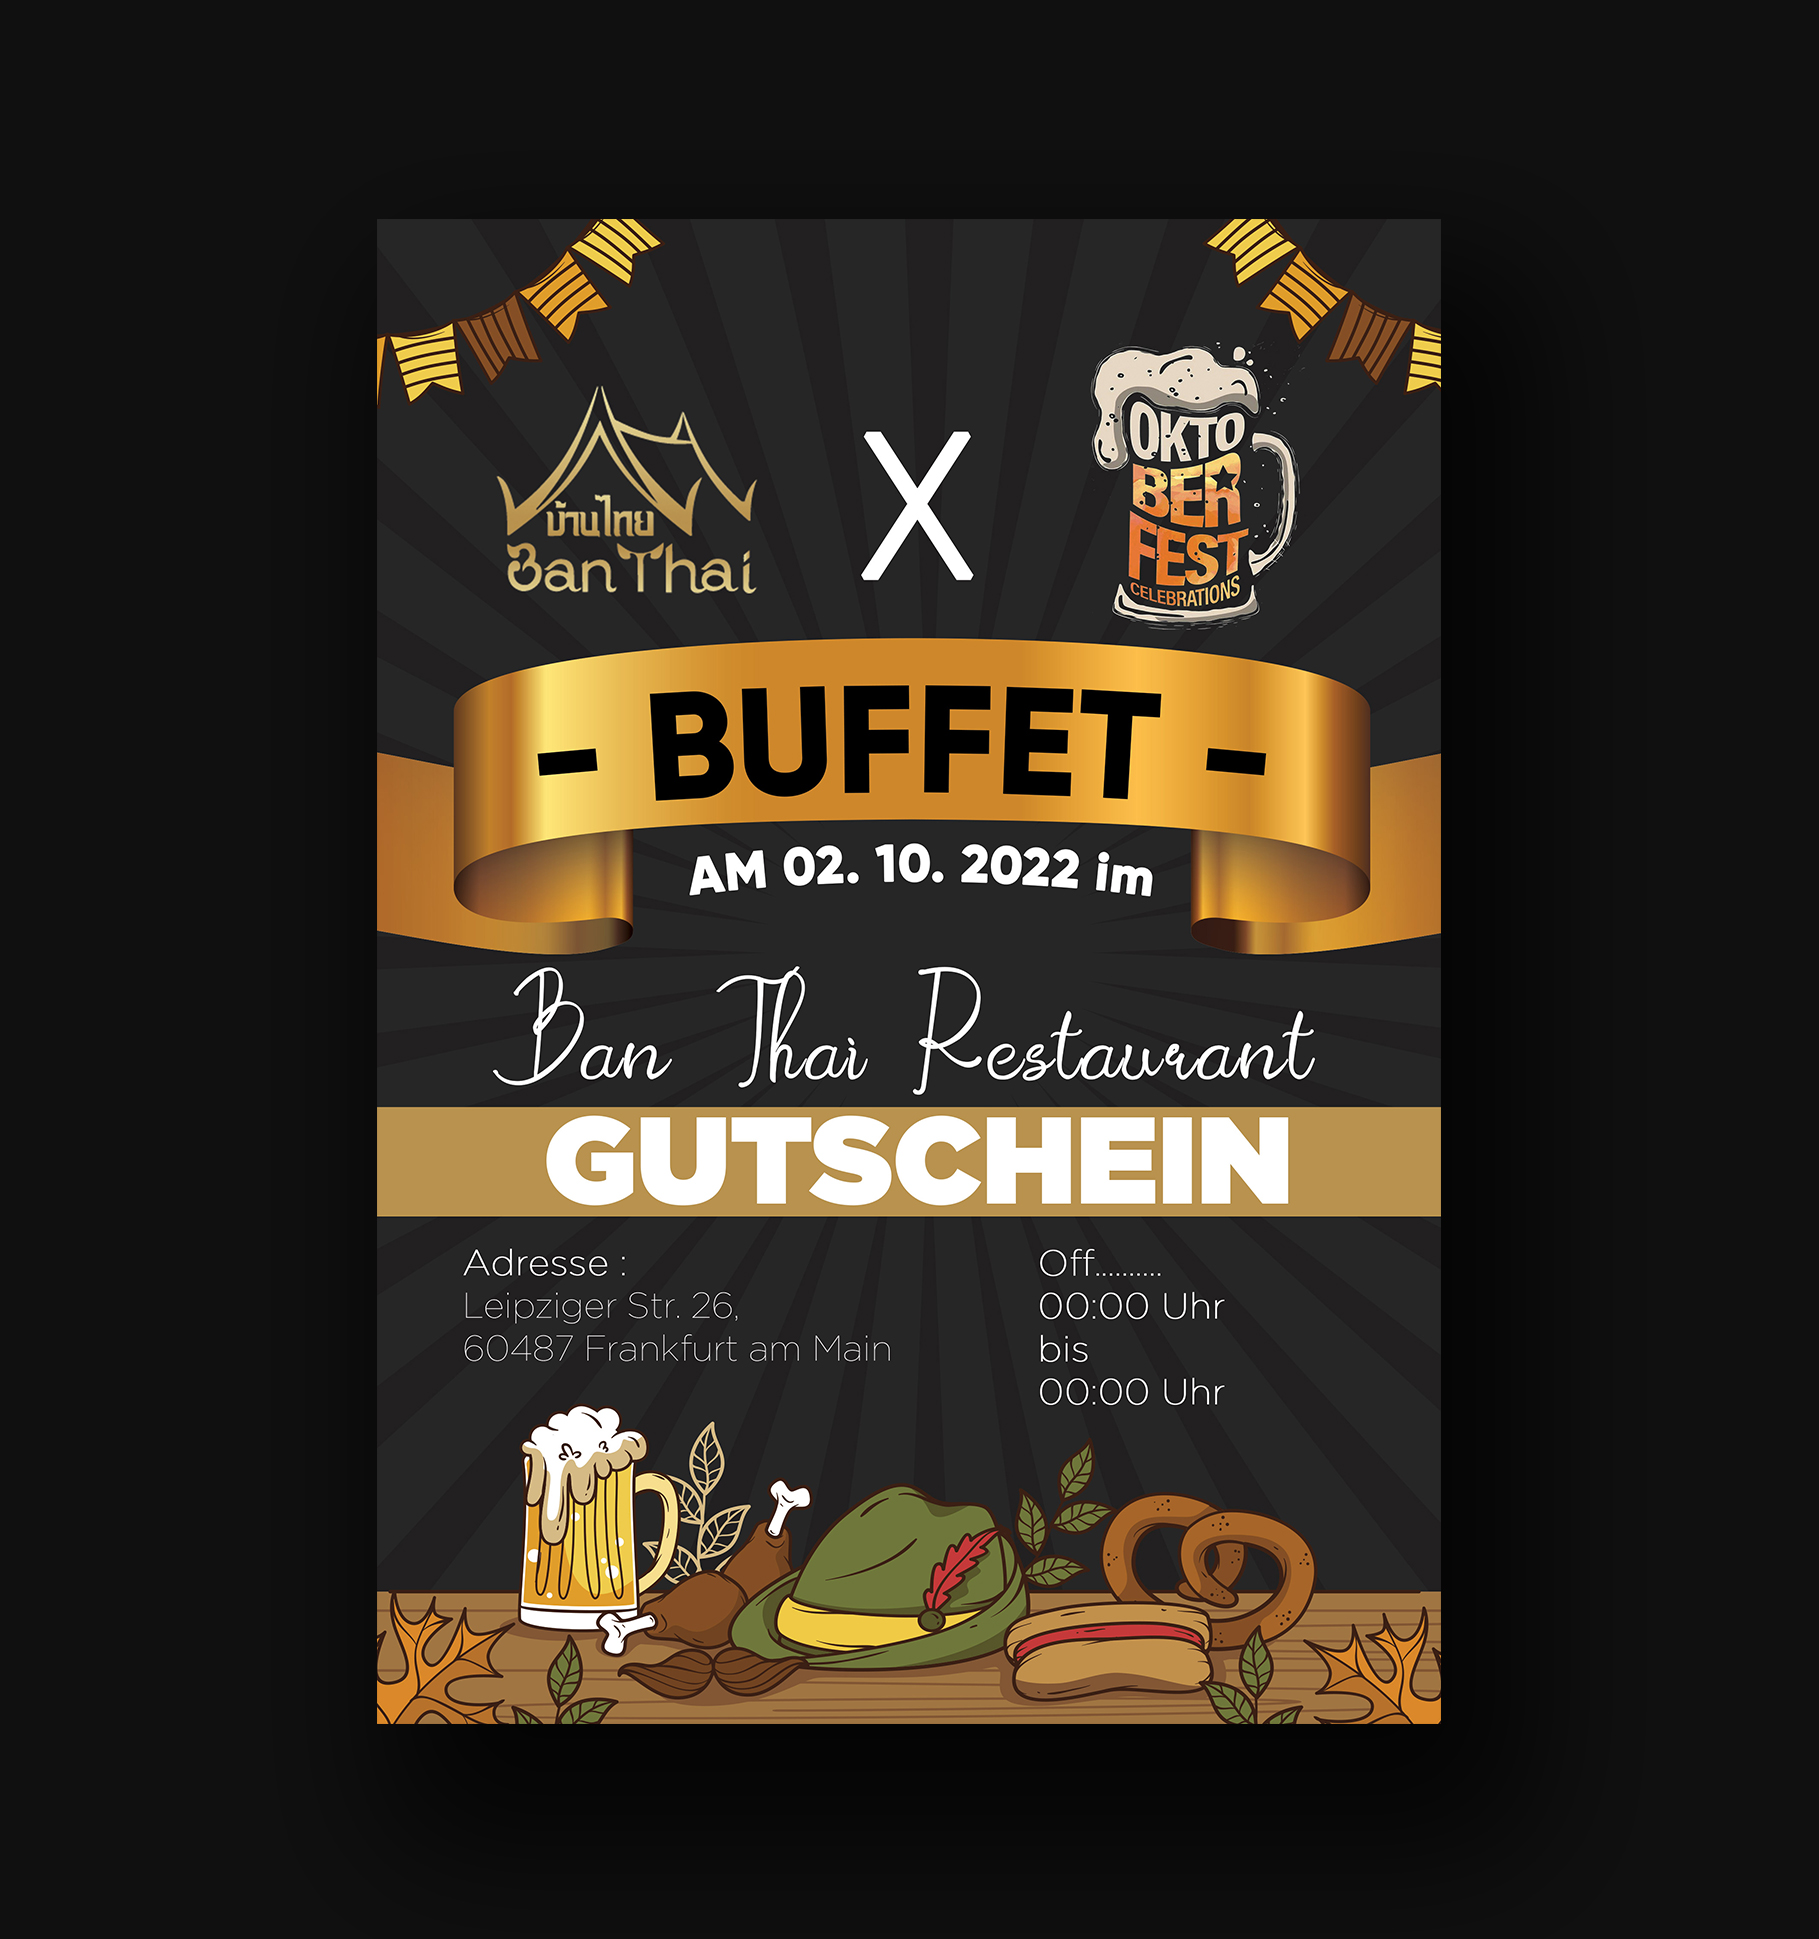 บ้านไทย
Ban Thai
X
OKTO
BER
FEST
CELEBRATIONS
- BUFFET -
AM 02. 10. 2022 im
Ban Thai Restaurant
GUTSCHEIN
Adresse :
Leipziger Str. 26,
60487 Frankfurt am Main
Off..........
00:00 Uhr
bis
00:00 Uhr